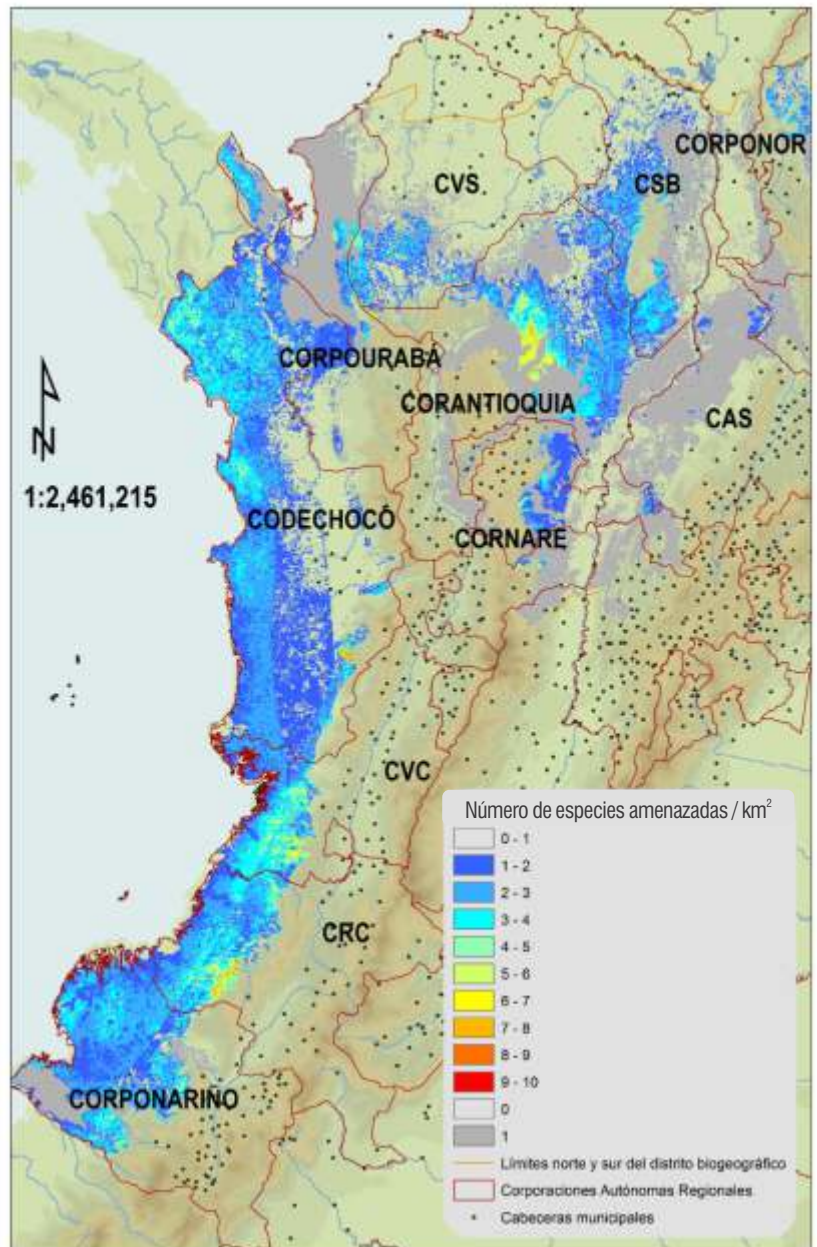 CORPONOR
CVS
CSB
CORPOURABÁ
CORANTIOQUIA
CAS
N
1:2,461,215
CODECHOCÓ
CORNARE
CVC
CRC
CORPONARIÑO
Número de especies amenazadas / km²
0 - 1
1 - 2
2 - 3
3 - 4
4 - 5
5 - 6
6 - 7
7 - 8
8 - 9
9 - 10
0
1
Límites norte y sur del distrito biogeográfico
Corporaciones Autónomas Regionales
Cabeceras municipales